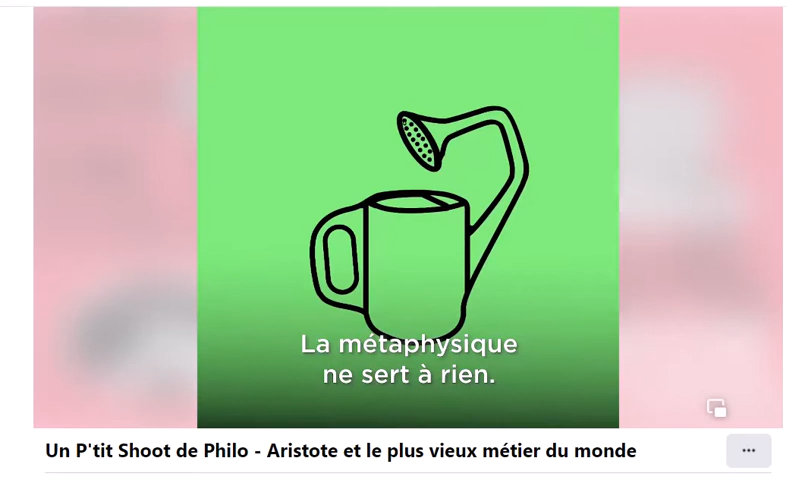 La métaphysique
ne sert à rien.
Un P'tit Shoot de Philo - Aristote et le plus vieux métier du monde